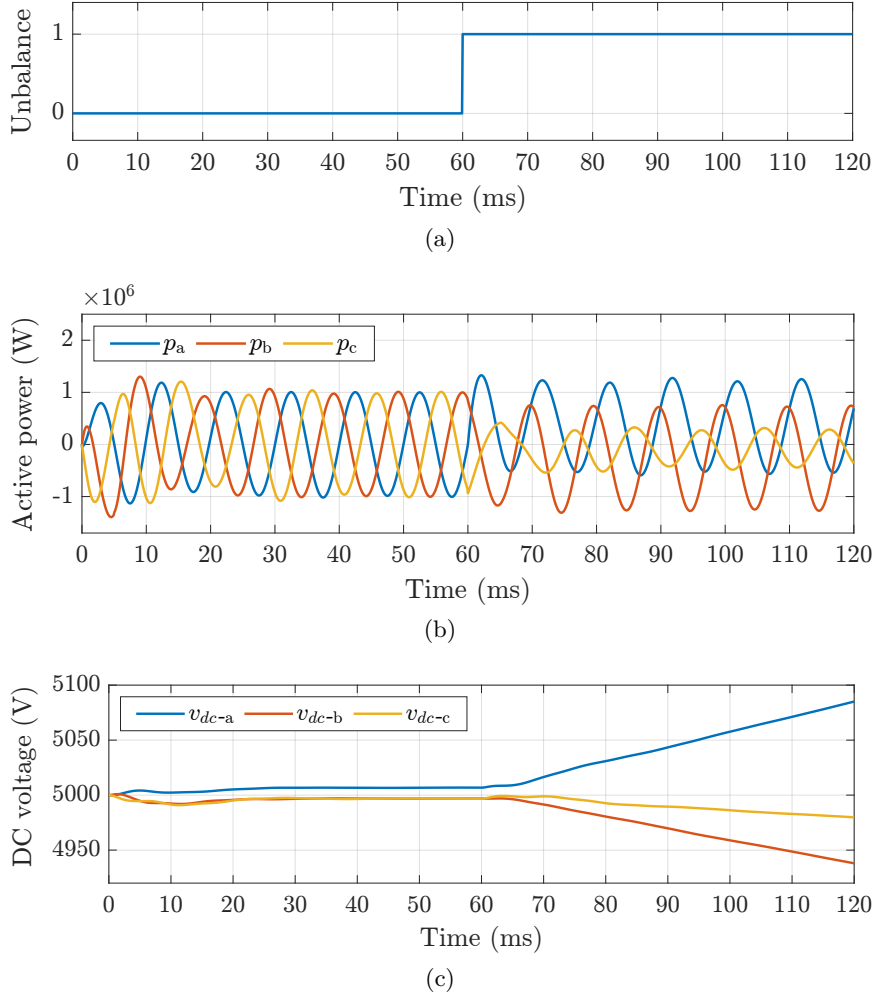 Unbalance
1
0
0 10 20 30 40 50 60 70 80 90 100 110 120
Time (ms)
(a)
×10⁶
Active power (W)
p_a p_b p_c
2
1
0
-1
0 10 20 30 40 50 60 70 80 90 100 110 120
Time (ms)
(b)
DC voltage (V)
v_dc-a v_dc-b v_dc-c
5100
5050
5000
4950
0 10 20 30 40 50 60 70 80 90 100 110 120
Time (ms)
(c)